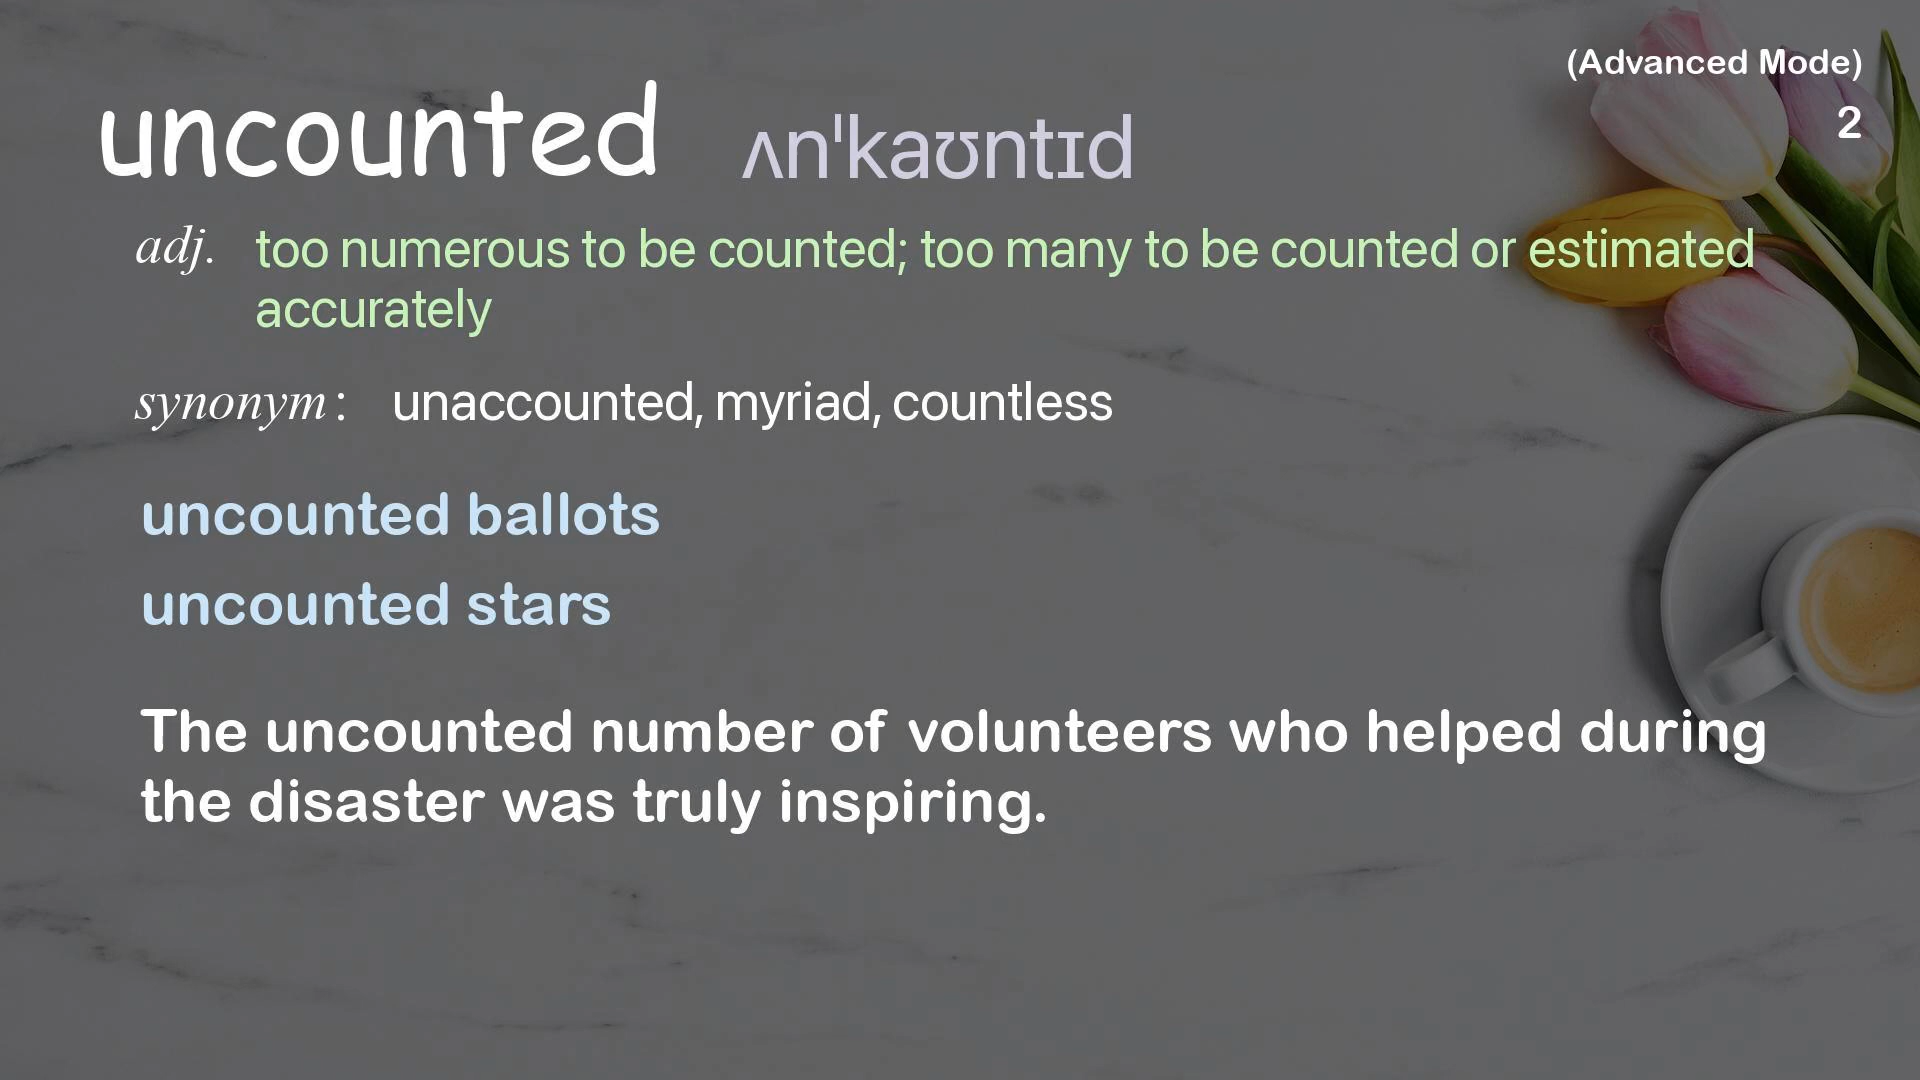 (Advanced Mode)
uncounted ʌnˈkaʊntɪd
2
adj. too numerous to be counted; too many to be counted or estimated
accurately
synonym : unaccounted, myriad, countless
uncounted ballots
uncounted stars
The uncounted number of volunteers who helped during
the disaster was truly inspiring.